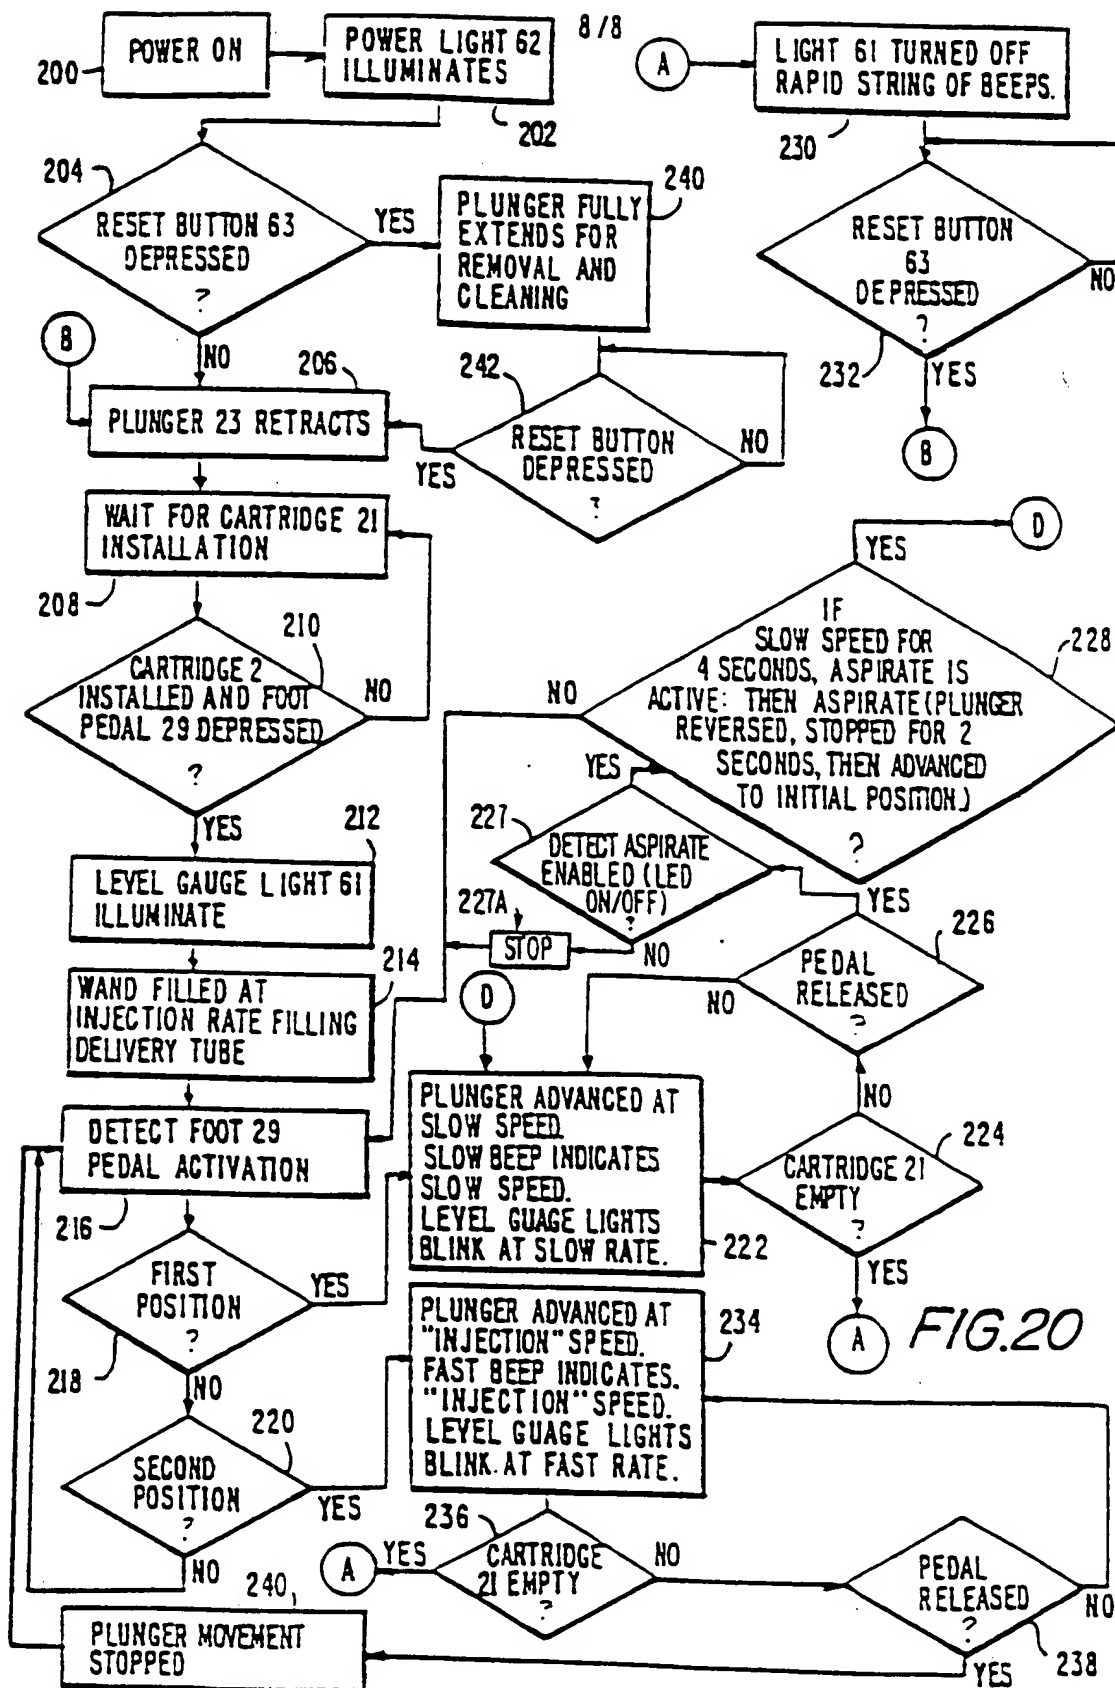 8/8
200
POWER ON
POWER LIGHT 62
ILLUMINATES
202
A
LIGHT 61 TURNED OFF
RAPID STRING OF BEEPS.
230
204
RESET BUTTON 63
DEPRESSED
?
YES
NO
240
PLUNGER FULLY
EXTENDS FOR
REMOVAL AND
CLEANING
RESET BUTTON
63
DEPRESSED
?
NO
232
YES
B
B
206
PLUNGER 23 RETRACTS
242
RESET BUTTON
DEPRESSED
?
YES
NO
WAIT FOR CARTRIDGE 21
INSTALLATION
208
210
CARTRIDGE 2
INSTALLED AND FOOT
PEDAL 29 DEPRESSED
?
NO
YES
D
YES
IF
SLOW SPEED FOR
4 SECONDS, ASPIRATE IS
ACTIVE: THEN ASPIRATE (PLUNGER
REVERSED, STOPPED FOR 2
SECONDS, THEN ADVANCED
TO INITIAL POSITION.)
?
228
NO
YES
212
LEVEL GAUGE LIGHT 61
ILLUMINATE
227
DETECT ASPIRATE
ENABLED (LED
ON/OFF)
?
227A
STOP
NO
YES
226
PEDAL
RELEASED
?
NO
214
WAND FILLED AT
INJECTION RATE FILLING
DELIVERY TUBE
D
DETECT FOOT 29
PEDAL ACTIVATION
216
PLUNGER ADVANCED AT
SLOW SPEED.
SLOW BEEP INDICATES
SLOW SPEED.
LEVEL GUAGE LIGHTS
BLINK AT SLOW RATE.
222
NO
224
CARTRIDGE 21
EMPTY
?
YES
A
FIG.20
FIRST
POSITION
?
YES
218
NO
220
SECOND
POSITION
?
YES
NO
PLUNGER ADVANCED AT
"INJECTION" SPEED.
FAST BEEP INDICATES.
"INJECTION" SPEED.
LEVEL GUAGE LIGHTS
BLINK AT FAST RATE.
234
236
CARTRIDGE
21 EMPTY
?
YES
A
NO
PEDAL
RELEASED
?
NO
238
YES
240
PLUNGER MOVEMENT
STOPPED